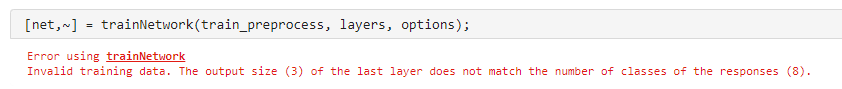 [net,~] = trainNetwork(train_preprocess, layers, options);
Error using trainNetwork
Invalid training data. The output size (3) of the last layer does not match the number of classes of the responses (8).